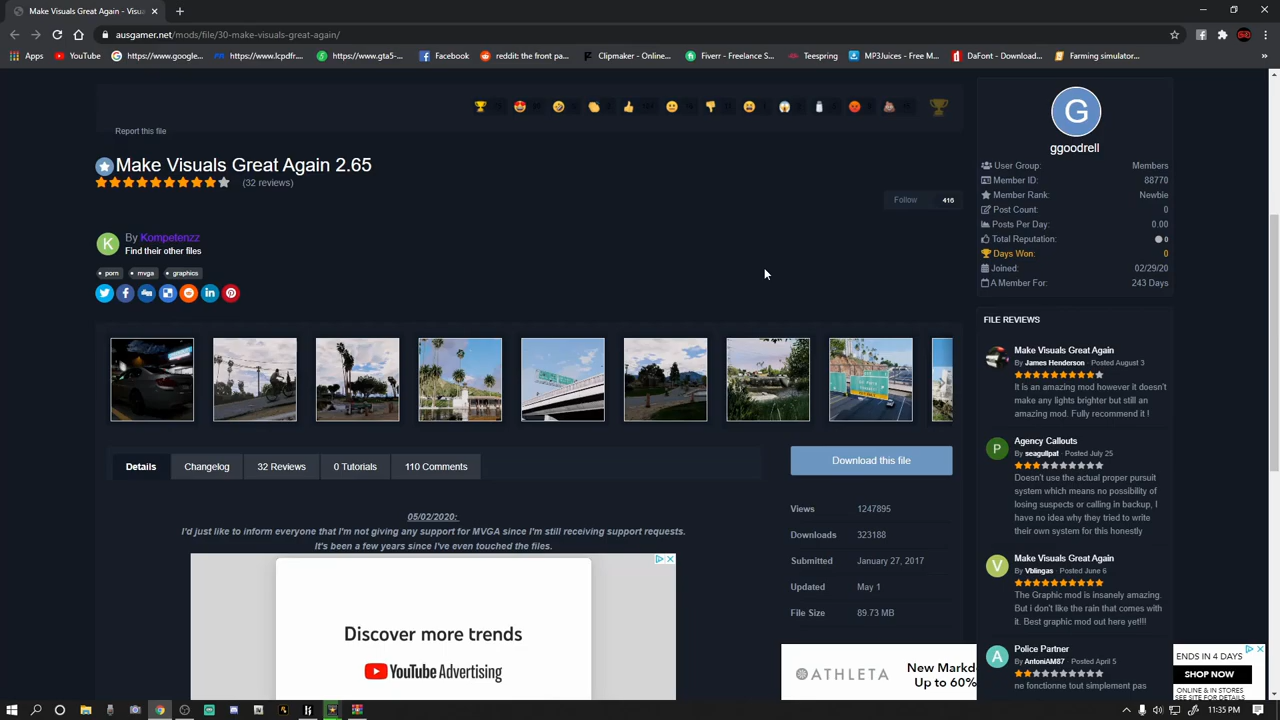 Make Visuals Great Again - Visua
ausgamer.net/mods/file/30-make-visuals-great-again/
Apps
YouTube
https://www.google...
https://www.lcpdfr...
https://www.gta5-...
Facebook
reddit: the front pa...
Clipmaker - Online...
Fiverr - Freelance S...
Teespring
MP3Juices - Free M...
DaFont - Download...
Farming simulator...
Report this file
Make Visuals Great Again 2.65
(32 reviews)
Follow 416
K
By Kompetenzz
Find their other files
porn mvga graphics
Details
Changelog
32 Reviews
0 Tutorials
110 Comments
05/02/2020:
I'd just like to inform everyone that I'm not giving any support for MVGA since I'm still receiving support requests.
It's been a few years since I've even touched the files.
Discover more trends
YouTube Advertising
Download this file
Views 1247895
Downloads 323188
Submitted January 27, 2017
Updated May 1
File Size 89.73 MB
G
ggoodrell
User Group: Members
Member ID: 88770
Member Rank: Newbie
Post Count: 0
Posts Per Day: 0.00
Total Reputation: 0
Days Won: 0
Joined: 02/29/20
A Member For: 243 Days
FILE REVIEWS
Make Visuals Great Again
By James Henderson · Posted August 3
It is an amazing mod however it doesn't
make any lights brighter but still an
amazing mod. Fully recommend it !
P
Agency Callouts
By seagullpat · Posted July 25
Doesn't use the actual proper pursuit
system which means no possibility of
losing suspects or calling in backup, I
have no idea why they tried to write
their own system for this honestly
V
Make Visuals Great Again
By Vblingas · Posted June 6
The Graphic mod is insanely amazing.
But i don't like the rain that comes with
it. Best graphic mod out here yet!!!
A
Police Partner
By AntoniAM87 · Posted April 5
ne fonctionne tout simplement pas
ATHLETA
New Markd
Up to 60%
ENDS IN 4 DAYS
SHOP NOW
ONLINE & IN STORES
SEE SITE FOR DETAILS
11:35 PM